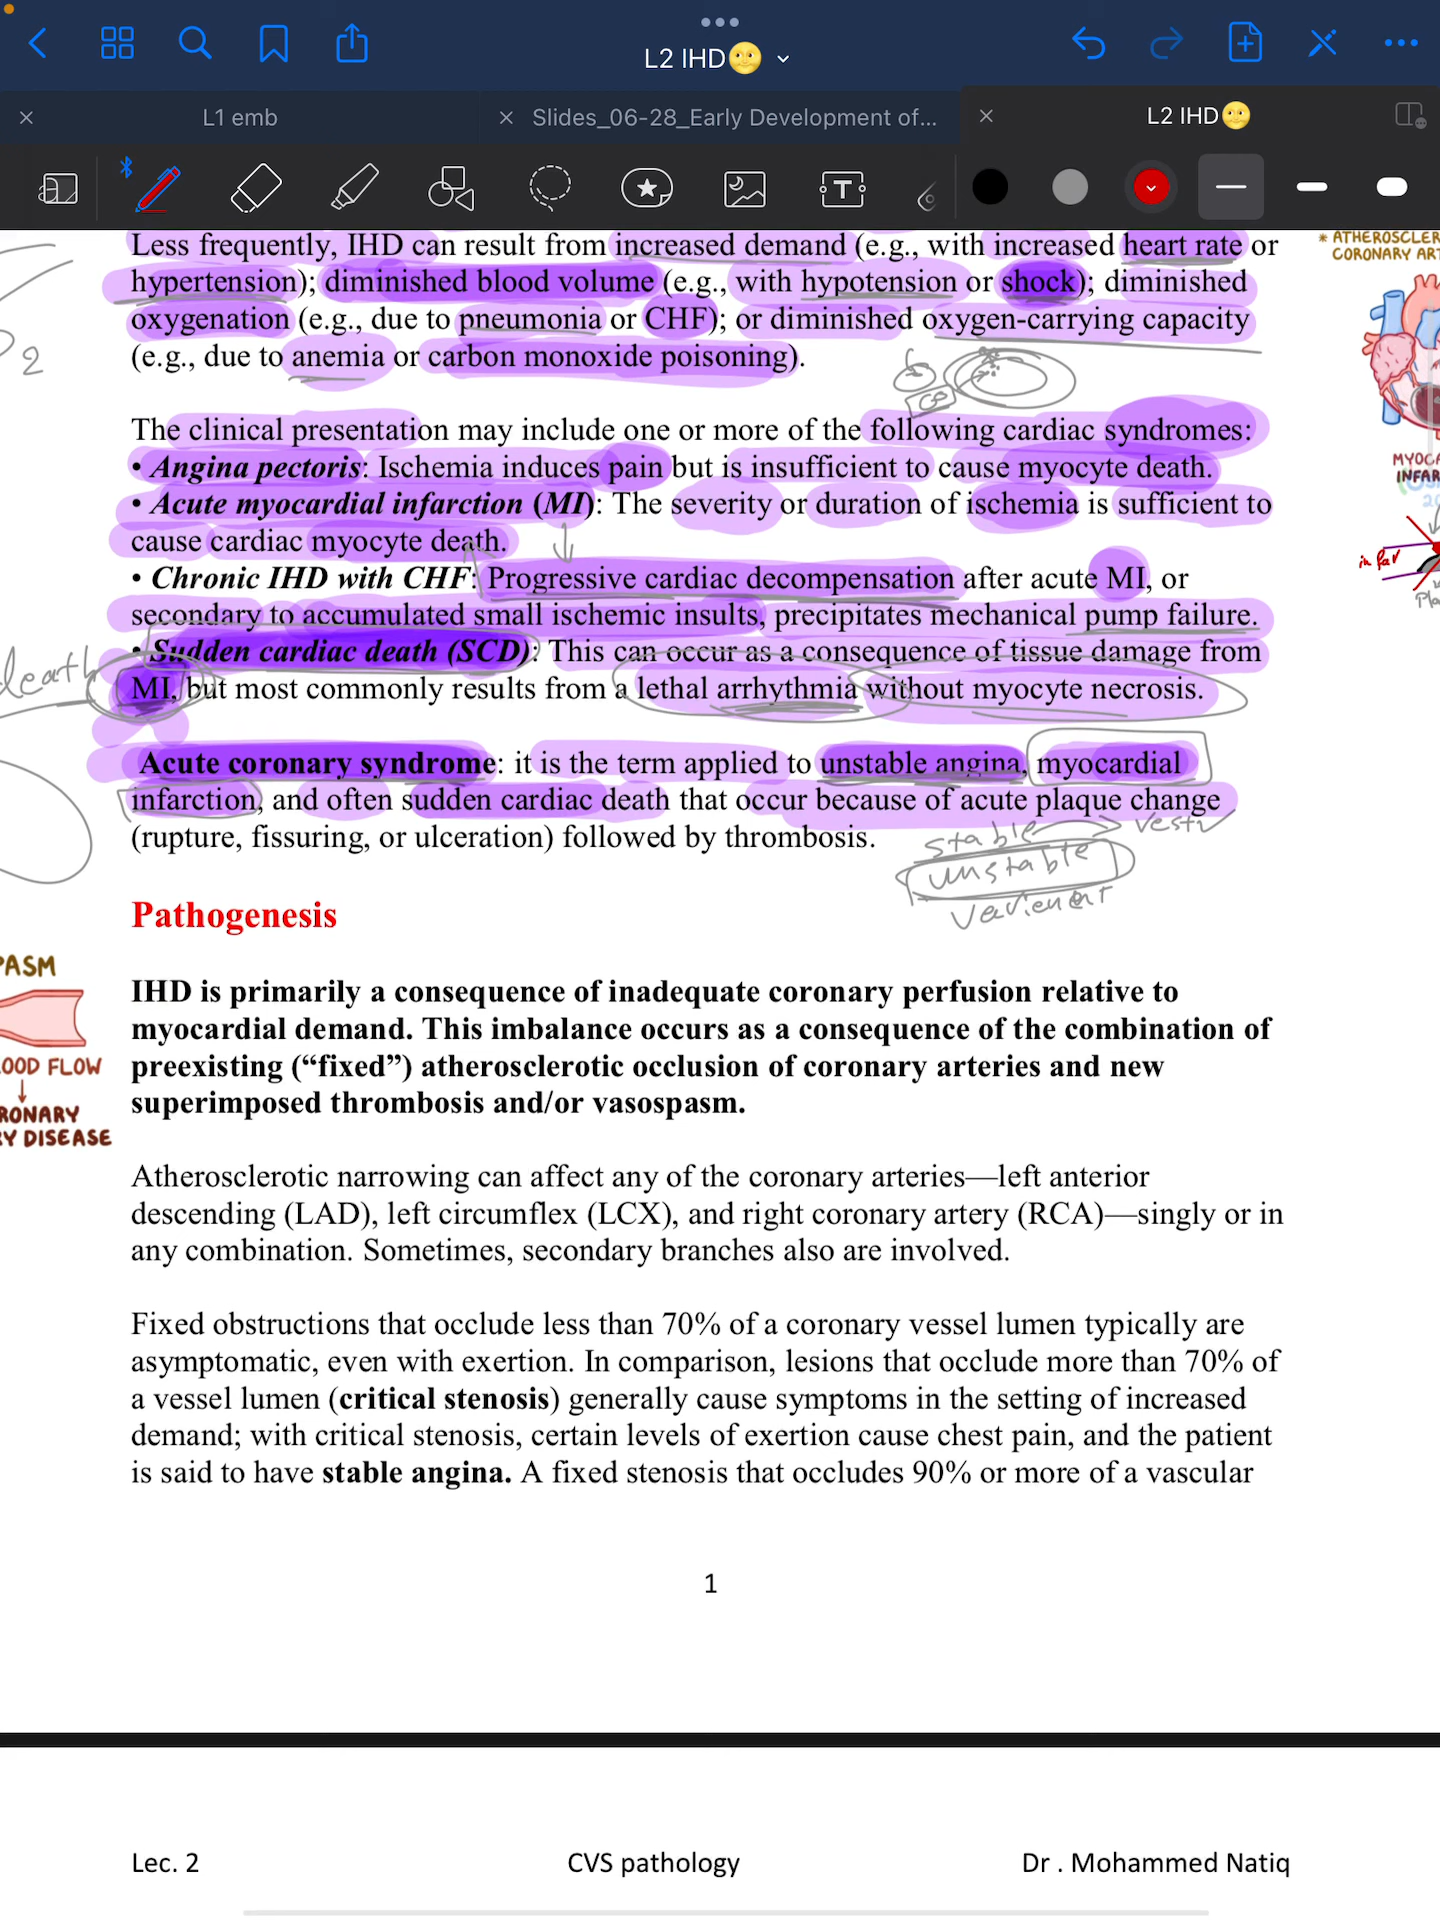 L2 IHD🌝
L1 emb
Slides_06-28_Early Development of...
L2 IHD🌝
Less frequently, IHD can result from increased demand (e.g., with increased heart rate or
hypertension); diminished blood volume (e.g., with hypotension or shock); diminished
oxygenation (e.g., due to pneumonia or CHF); or diminished oxygen-carrying capacity
(e.g., due to anemia or carbon monoxide poisoning).
2
CO
* ATHEROSCLER
CORONARY ART
The clinical presentation may include one or more of the following cardiac syndromes:
• Angina pectoris: Ischemia induces pain but is insufficient to cause myocyte death.
• Acute myocardial infarction (MI): The severity or duration of ischemia is sufficient to
cause cardiac myocyte death.
• Chronic IHD with CHF: Progressive cardiac decompensation after acute MI, or
secondary to accumulated small ischemic insults, precipitates mechanical pump failure.
• Sudden cardiac death (SCD): This can occur as a consequence of tissue damage from
MI, but most commonly results from a lethal arrhythmia without myocyte necrosis.
MYOCA
INFAR
infar
Pla
death
Acute coronary syndrome: it is the term applied to unstable angina, myocardial
infarction, and often sudden cardiac death that occur because of acute plaque change
(rupture, fissuring, or ulceration) followed by thrombosis.
stable
unstable
Pathogenesis
IHD is primarily a consequence of inadequate coronary perfusion relative to
myocardial demand. This imbalance occurs as a consequence of the combination of
preexisting (“fixed”) atherosclerotic occlusion of coronary arteries and new
superimposed thrombosis and/or vasospasm.
PASM
OOD FLOW
RONARY
RY DISEASE
Atherosclerotic narrowing can affect any of the coronary arteries—left anterior
descending (LAD), left circumflex (LCX), and right coronary artery (RCA)—singly or in
any combination. Sometimes, secondary branches also are involved.
Fixed obstructions that occlude less than 70% of a coronary vessel lumen typically are
asymptomatic, even with exertion. In comparison, lesions that occlude more than 70% of
a vessel lumen (critical stenosis) generally cause symptoms in the setting of increased
demand; with critical stenosis, certain levels of exertion cause chest pain, and the patient
is said to have stable angina. A fixed stenosis that occludes 90% or more of a vascular
1
Lec. 2
CVS pathology
Dr . Mohammed Natiq